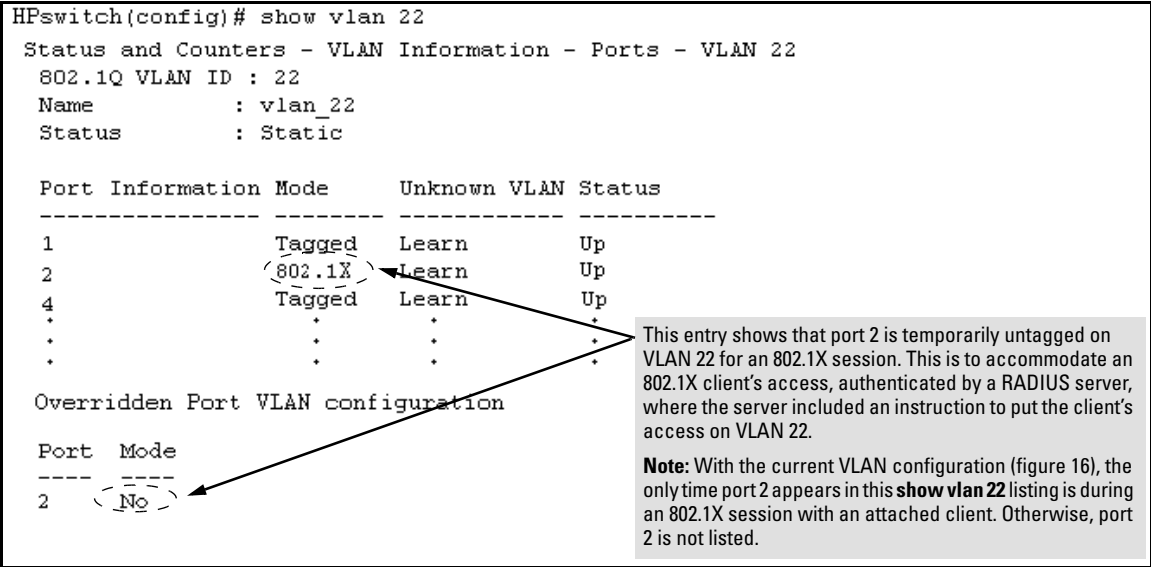 HPswitch(config)# show vlan 22
Status and Counters - VLAN Information - Ports - VLAN 22
802.1Q VLAN ID : 22
Name : vlan_22
Status : Static
Port Information Mode Unknown VLAN Status
---------------- -------- ------------ ----------
1 Tagged Learn Up
2 802.1X Learn Up
4 Tagged Learn Up
Overridden Port VLAN configuration
Port Mode
---- ----
2 No
This entry shows that port 2 is temporarily untagged on
VLAN 22 for an 802.1X session. This is to accommodate an
802.1X client's access, authenticated by a RADIUS server,
where the server included an instruction to put the client's
access on VLAN 22.
Note: With the current VLAN configuration (figure 16), the
only time port 2 appears in this show vlan 22 listing is during
an 802.1X session with an attached client. Otherwise, port
2 is not listed.